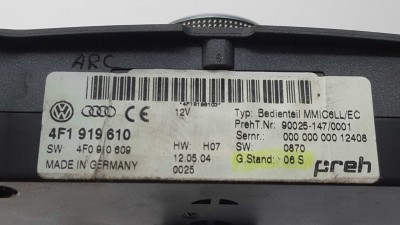 ARC
S
12V
CE
4F1 919 610
SW 4F0 910 609
MADE IN GERMANY
HW: H07
12.05.04
0025
Typ: Bedienteil MMIC6LL/EC
PrehT.Nr: 90025-147/0001
Sernr.: 000 000 000 12408
SW: 0870
G.Stand: 06 S
preh